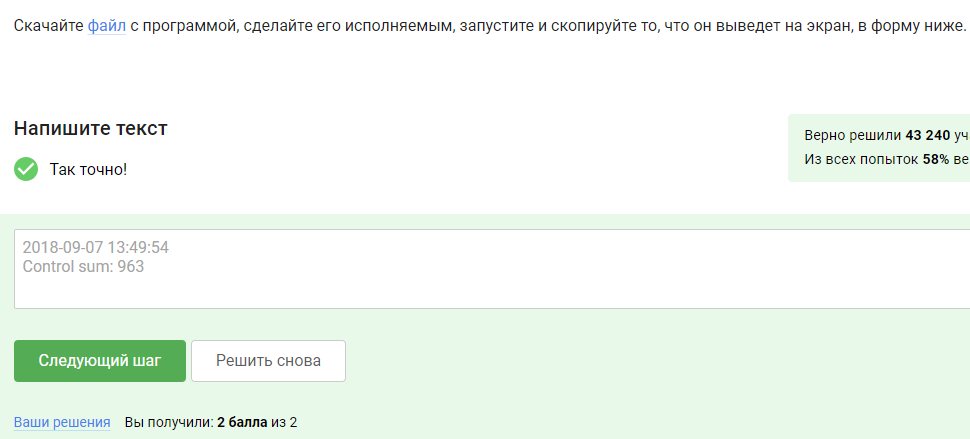 Скачайте файл с программой, сделайте его исполняемым, запустите и скопируйте то, что он выведет на экран, в форму ниже.
Напишите текст
Так точно!
Верно решили 43 240 уч
Из всех попыток 58% ве
2018-09-07 13:49:54
Control sum: 963
Следующий шаг
Решить снова
Ваши решения Вы получили: 2 балла из 2